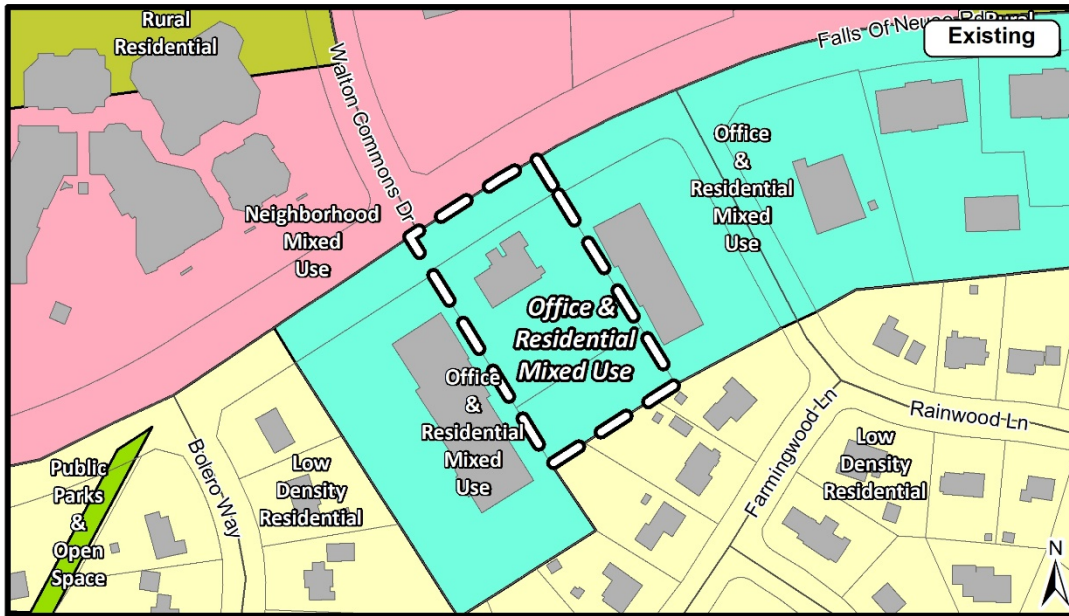 Rural
Residential
Falls Of Neuse Rd
Rural
Existing
Walton Commons Dr
Office
&
Residential
Mixed
Use
Neighborhood
Mixed
Use
Office &
Residential
Mixed Use
Office
&
Residential
Mixed
Use
Public
Parks
&
Open
Space
Bolero Way
Low
Density
Residential
Farmingwood Ln
Rainwood Ln
Low
Density
Residential
N